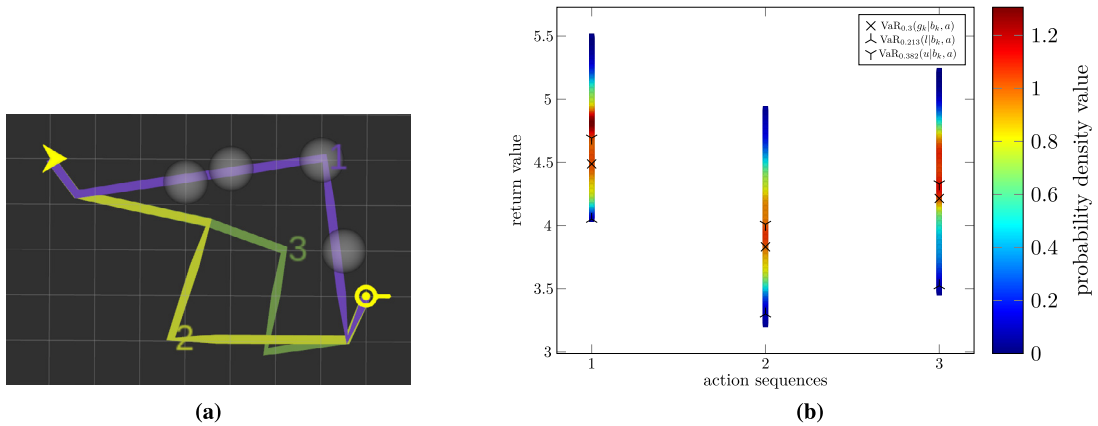 1
3
2
(a)
5.5
5
4.5
4
3.5
3
return value
1
2
3
action sequences
VaR₀.₃(gₖ|bₖ, a)
VaR₀.₂₁₃(l|bₖ, a)
VaR₀.₃₈₂(u|bₖ, a)
1.2
1
0.8
0.6
0.4
0.2
0
probability density value
(b)